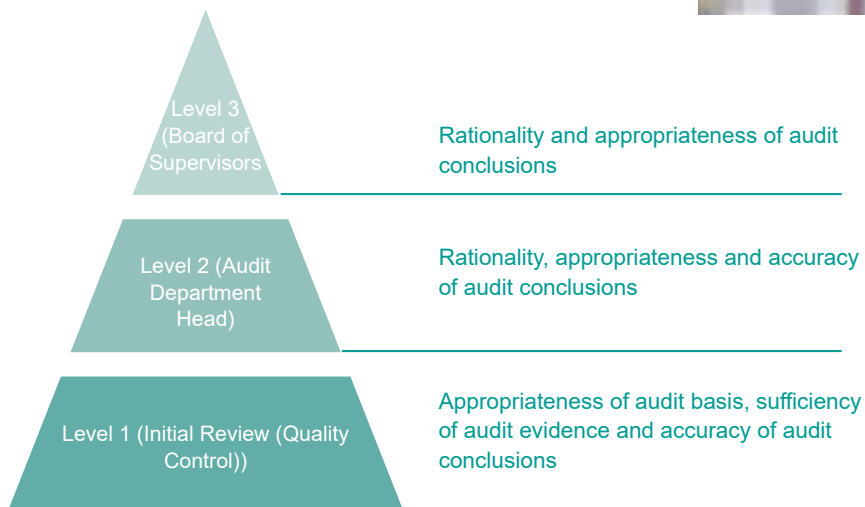 Level 3
(Board of
Supervisors
Rationality and appropriateness of audit
conclusions
Level 2 (Audit
Department
Head)
Rationality, appropriateness and accuracy
of audit conclusions
Level 1 (Initial Review (Quality
Control))
Appropriateness of audit basis, sufficiency
of audit evidence and accuracy of audit
conclusions